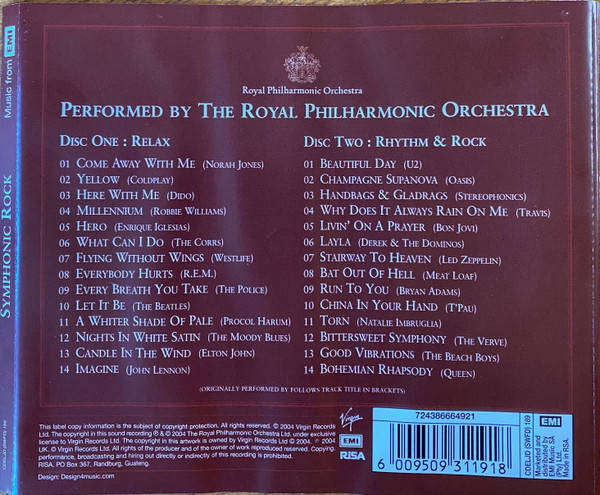 Music from EMI
SYMPHONIC ROCK
CDELJD (SWFD) 189
Royal Philharmonic Orchestra
PERFORMED BY THE ROYAL PHILHARMONIC ORCHESTRA
DISC ONE : RELAX
01 COME AWAY WITH ME (NORAH JONES)
02 YELLOW (COLDPLAY)
03 HERE WITH ME (DIDO)
04 MILLENNIUM (ROBBIE WILLIAMS)
05 HERO (ENRIQUE IGLESIAS)
06 WHAT CAN I DO (THE CORRS)
07 FLYING WITHOUT WINGS (WESTLIFE)
08 EVERYBODY HURTS (R.E.M.)
09 EVERY BREATH YOU TAKE (THE POLICE)
10 LET IT BE (THE BEATLES)
11 A WHITER SHADE OF PALE (PROCOL HARUM)
12 NIGHTS IN WHITE SATIN (THE MOODY BLUES)
13 CANDLE IN THE WIND (ELTON JOHN)
14 IMAGINE (JOHN LENNON)
DISC TWO : RHYTHM & ROCK
01 BEAUTIFUL DAY (U2)
02 CHAMPAGNE SUPANOVA (OASIS)
03 HANDBAGS & GLADRAGS (STEREOPHONICS)
04 WHY DOES IT ALWAYS RAIN ON ME (TRAVIS)
05 LIVIN' ON A PRAYER (BON JOVI)
06 LAYLA (DEREK & THE DOMINOS)
07 STAIRWAY TO HEAVEN (LED ZEPPELIN)
08 BAT OUT OF HELL (MEAT LOAF)
09 RUN TO YOU (BRYAN ADAMS)
10 CHINA IN YOUR HAND (T'PAU)
11 TORN (NATALIE IMBRUGLIA)
12 BITTERSWEET SYMPHONY (THE VERVE)
13 GOOD VIBRATIONS (THE BEACH BOYS)
14 BOHEMIAN RHAPSODY (QUEEN)
(ORIGINALLY PERFORMED BY FOLLOWS TRACK TITLE IN BRACKETS)
This label copy information is the subject of copyright protection. All rights reserved. © 2004 Virgin Records
Ltd. The copyright in this sound recording ℗ & © 2004 The Royal Philharmonic Orchestra Ltd, under exclusive
license to Virgin Records Ltd. The copyright in this artwork is owned by Virgin Records Ltd © 2004. ℗ 2004
UK. © Virgin Records Ltd. All rights of the producer and of the owner of work reproduced reserved. Copying,
performance, broadcasting and hiring out directly or indirectly of this recording is prohibited.
RISA, PO Box 367, Randburg, Guateng.
Design: Design4music.com
Virgin
EMI
RISA
724386664921
6 009509 311918
CDELJD (SWFD) 189
EMI
Manufactured and
distributed by
EMI Music SA
(Pty) Ltd.
Made in RSA.